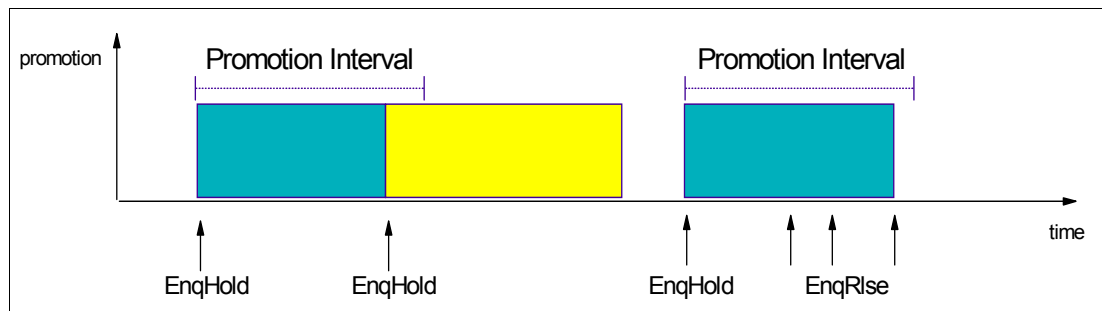 promotion
Promotion Interval
Promotion Interval
time
EnqHold
EnqHold
EnqHold
EnqRlse